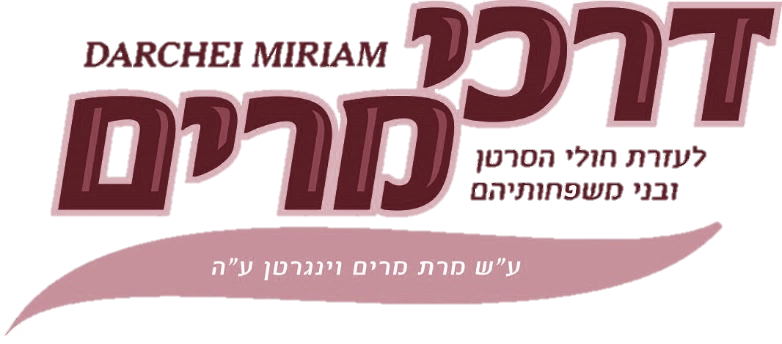 דרכי
DARCHEI MIRIAM
מרים
לעזרת חולי הסרטן
ובני משפחותיהם
ע"ש מרת מרים וינגרטן ע"ה